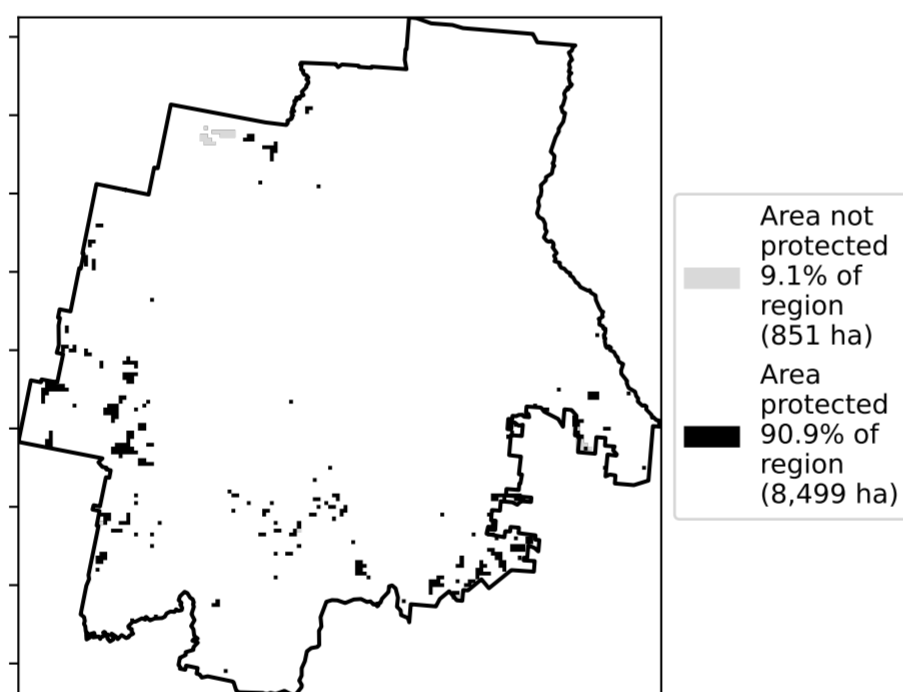 Area not
protected
9.1% of
region
(851 ha)
Area
protected
90.9% of
region
(8,499 ha)